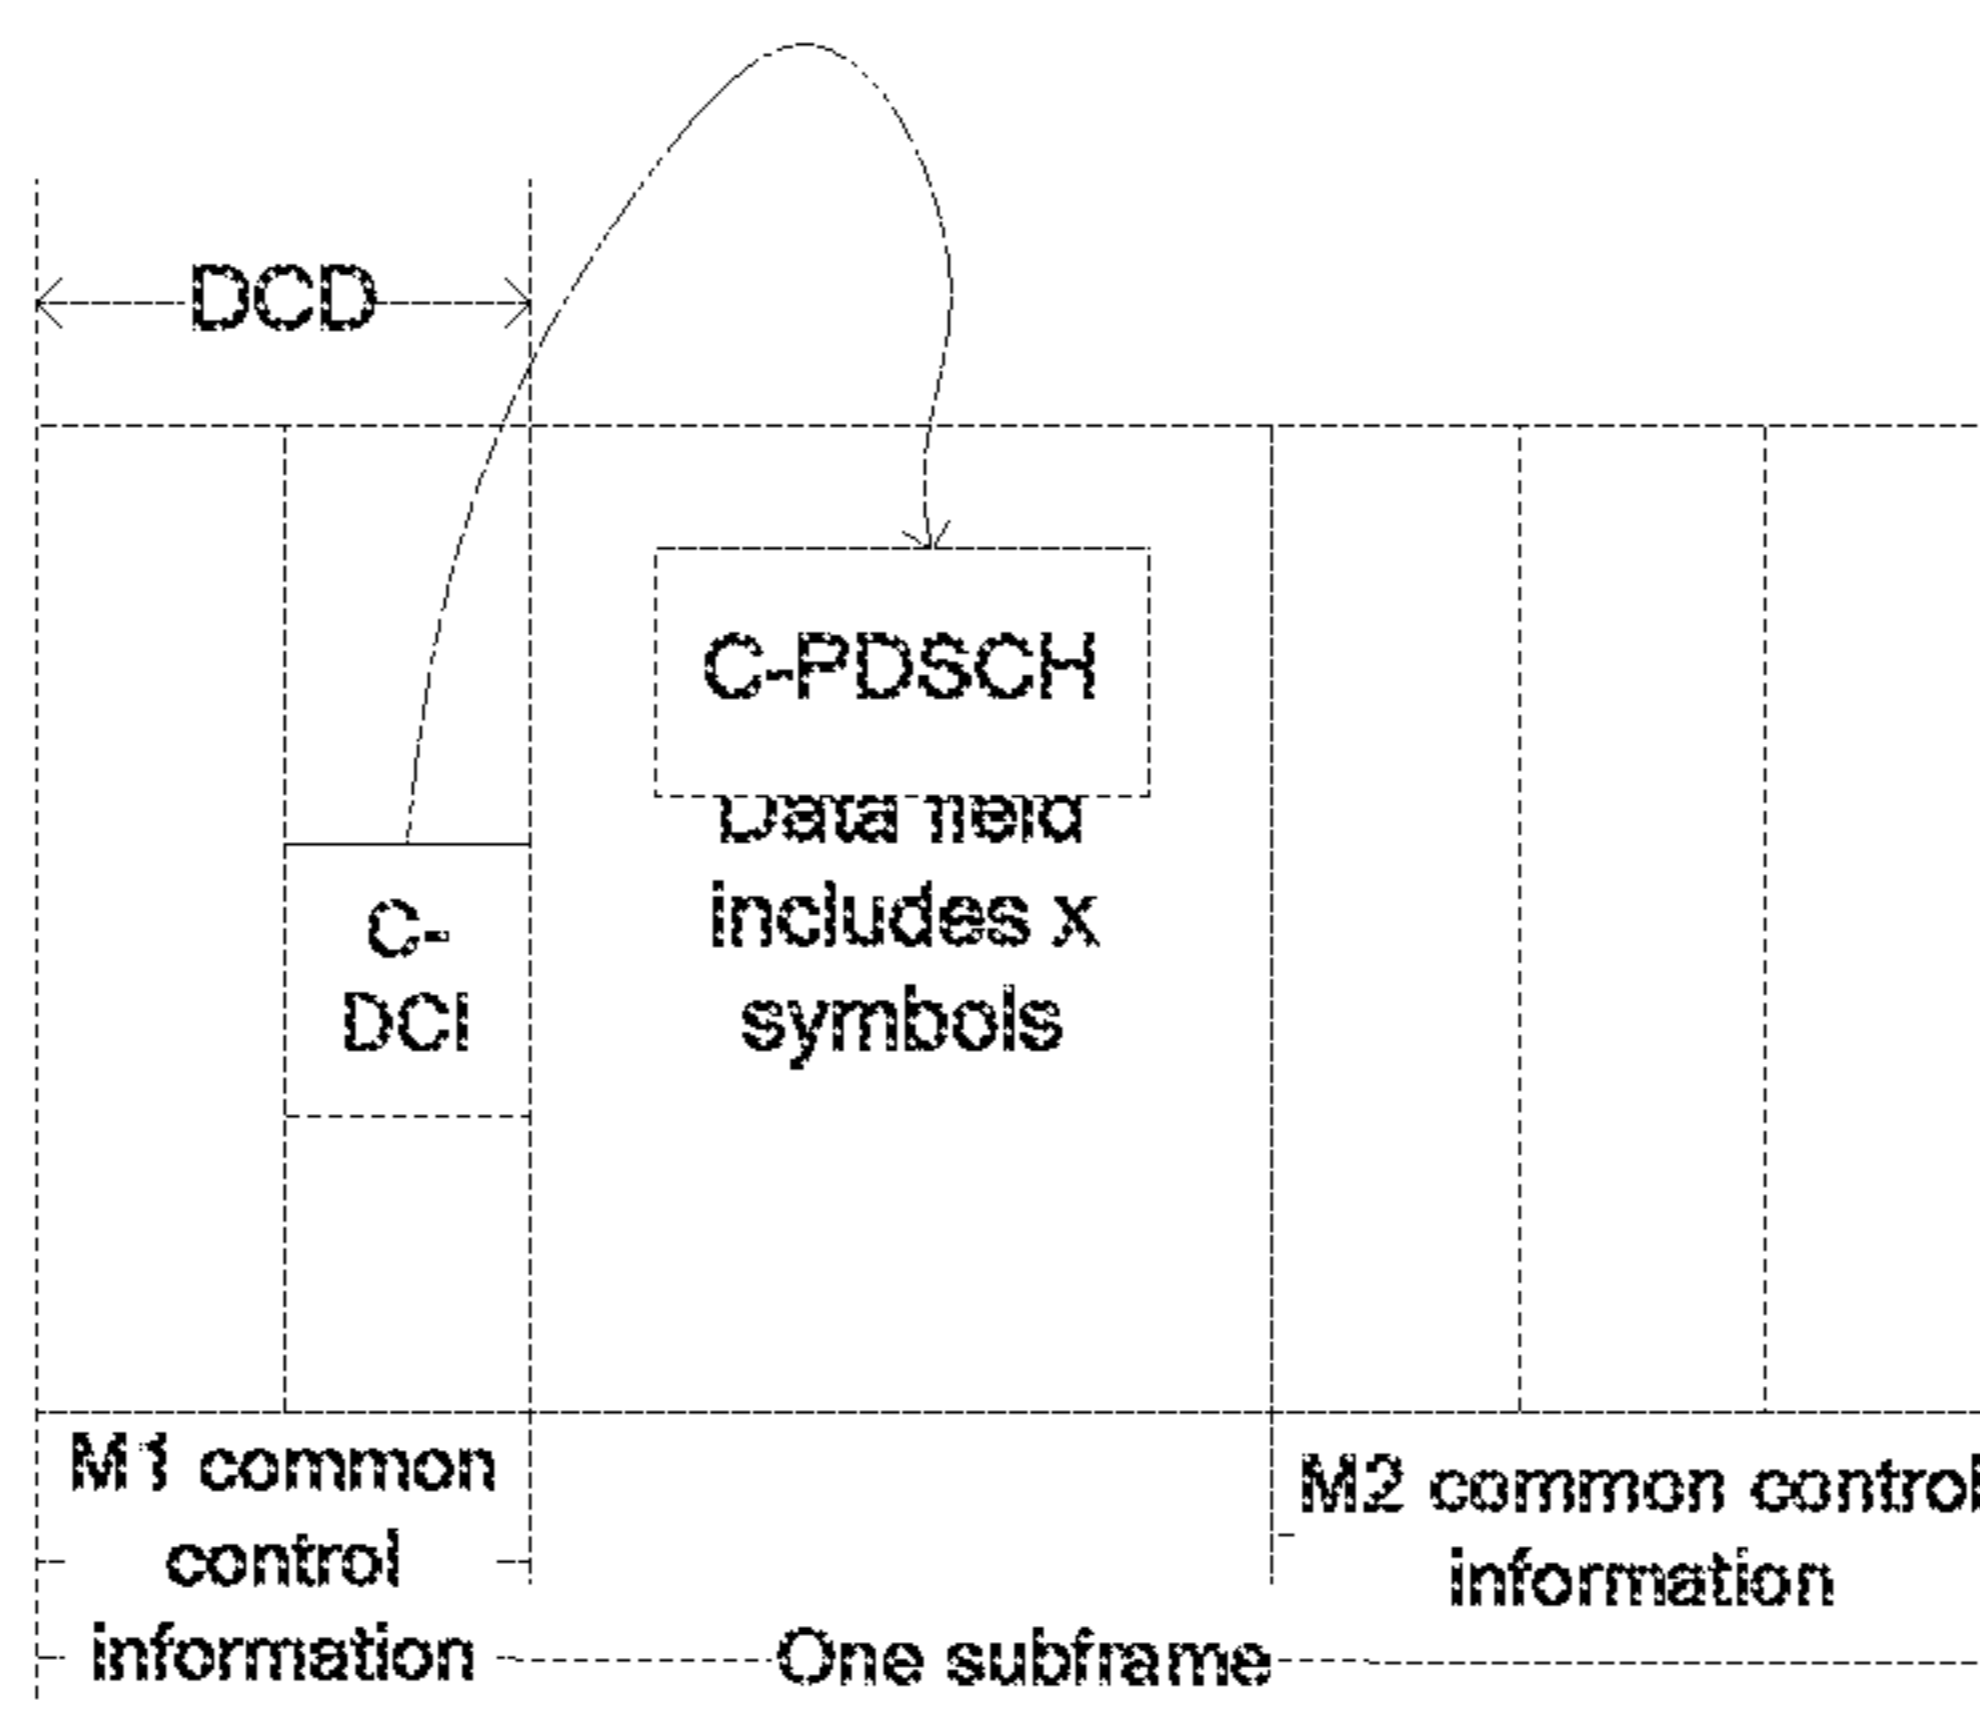 DCD
C-PDSCH
Data field
includes x
symbols
C-
DCI
M1 common
control
information
M2 common control
information
One subframe